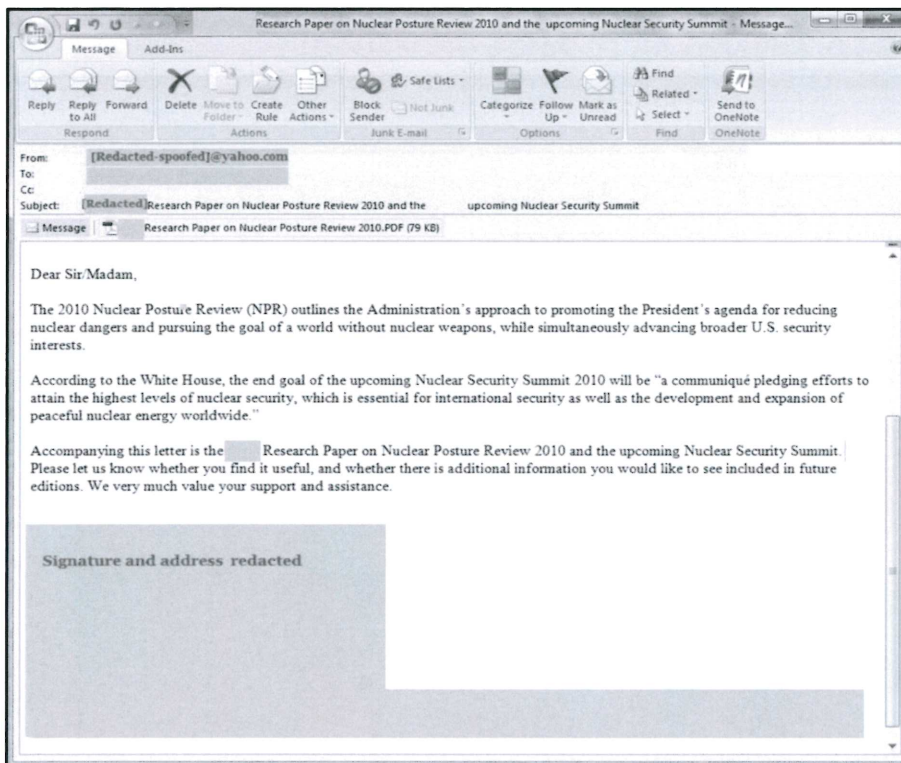 Research Paper on Nuclear Posture Review 2010 and the upcoming Nuclear Security Summit - Message...
Message Add-Ins
Reply Reply to All Forward Delete Move to Folder Create Rule Other Actions Block Sender Safe Lists Not Junk Categorize Follow Up Mark as Unread Find Related Select Send to OneNote
Respond Actions Junk E-mail Options Find OneNote
From: [Redacted-spoofed]@yahoo.com
To:
Cc:
Subject: [Redacted]Research Paper on Nuclear Posture Review 2010 and the upcoming Nuclear Security Summit
Message Research Paper on Nuclear Posture Review 2010.PDF (79 KB)
Dear Sir/Madam,
The 2010 Nuclear Posture Review (NPR) outlines the Administration's approach to promoting the President's agenda for reducing
nuclear dangers and pursuing the goal of a world without nuclear weapons, while simultaneously advancing broader U.S. security
interests.
According to the White House, the end goal of the upcoming Nuclear Security Summit 2010 will be "a communiqué pledging efforts to
attain the highest levels of nuclear security, which is essential for international security as well as the development and expansion of
peaceful nuclear energy worldwide."
Accompanying this letter is the Research Paper on Nuclear Posture Review 2010 and the upcoming Nuclear Security Summit.
Please let us know whether you find it useful, and whether there is additional information you would like to see included in future
editions. We very much value your support and assistance.
Signature and address redacted